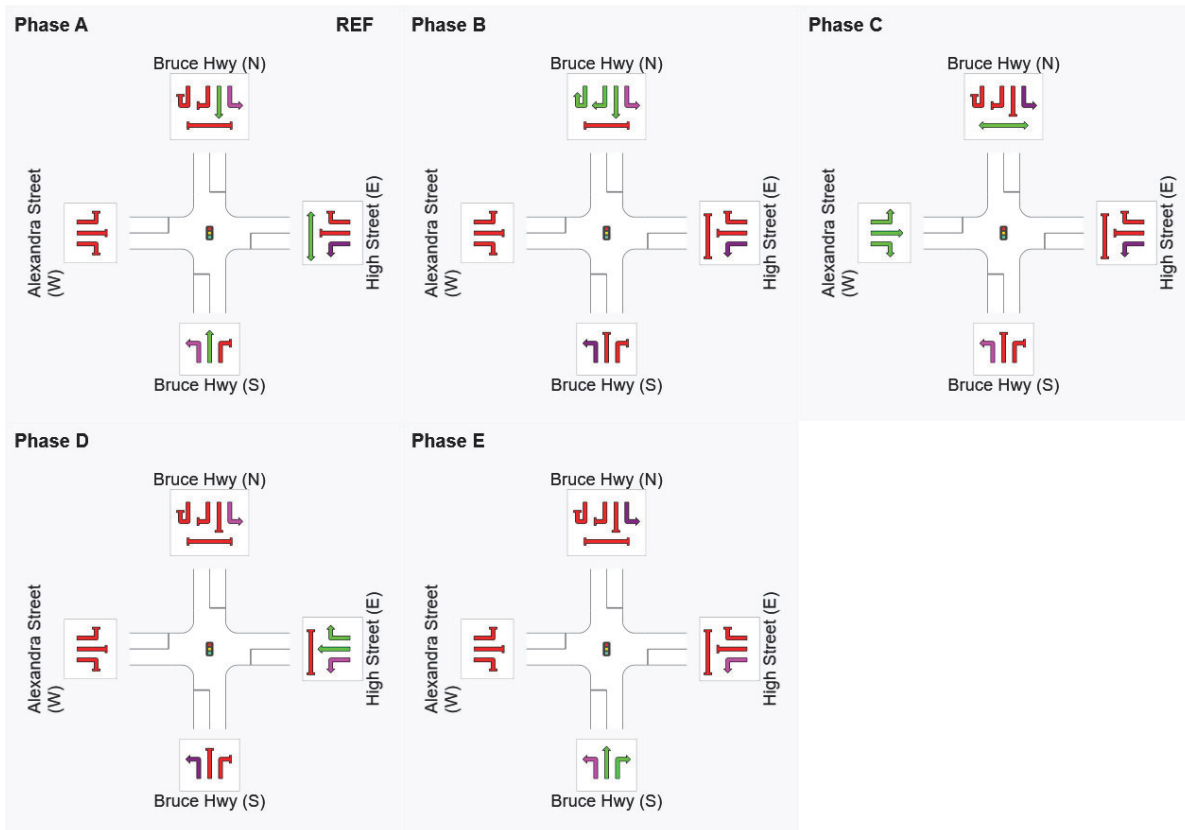 Phase A
REF
Bruce Hwy (N)
Alexandra Street
(W)
High Street (E)
Bruce Hwy (S)
Phase B
Bruce Hwy (N)
Alexandra Street
(W)
High Street (E)
Bruce Hwy (S)
Phase C
Bruce Hwy (N)
Alexandra Street
(W)
High Street (E)
Bruce Hwy (S)
Phase D
Bruce Hwy (N)
Alexandra Street
(W)
High Street (E)
Bruce Hwy (S)
Phase E
Bruce Hwy (N)
Alexandra Street
(W)
High Street (E)
Bruce Hwy (S)